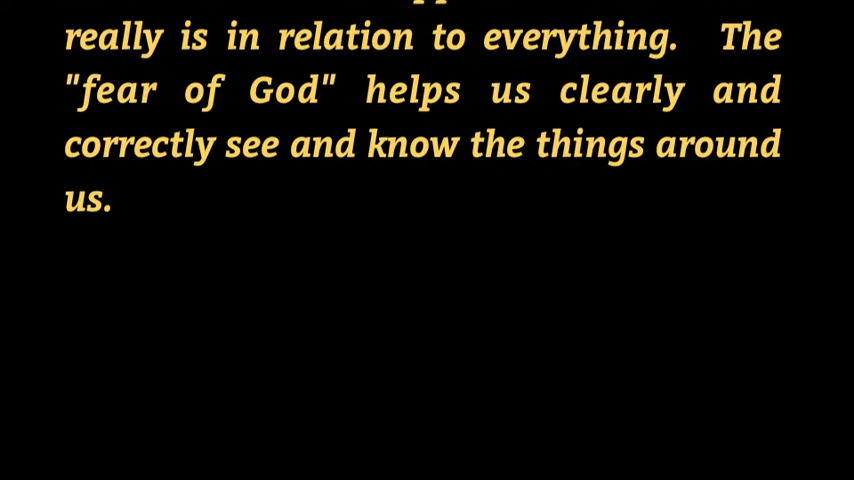 really is in relation to everything. The
"fear of God" helps us clearly and
correctly see and know the things around
us.